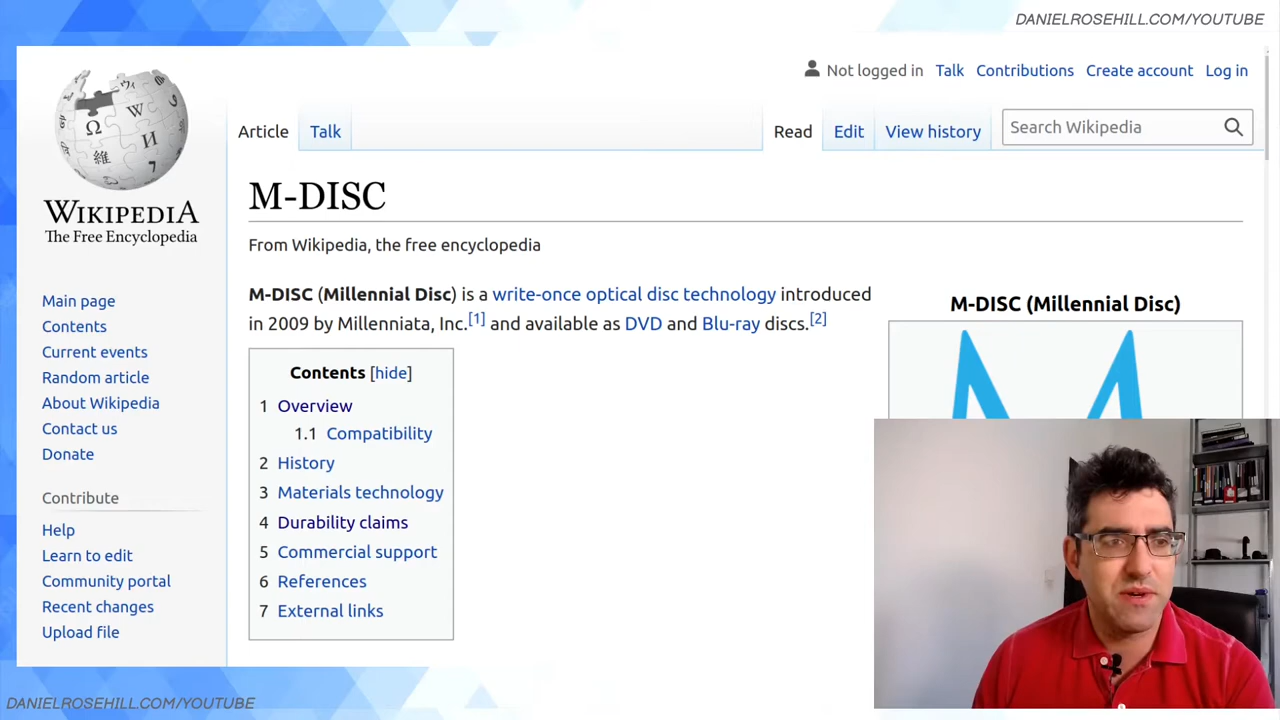 DANIELROSEHILL.COM/YOUTUBE
Not logged in Talk Contributions Create account Log in
Article Talk Read Edit View history Search Wikipedia
WIKIPEDIA
The Free Encyclopedia
Main page
Contents
Current events
Random article
About Wikipedia
Contact us
Donate
Contribute
Help
Learn to edit
Community portal
Recent changes
Upload file
M-DISC
From Wikipedia, the free encyclopedia
M-DISC (Millennial Disc) is a write-once optical disc technology introduced
in 2009 by Millenniata, Inc.[1] and available as DVD and Blu-ray discs.[2]
Contents [hide]
1 Overview
1.1 Compatibility
2 History
3 Materials technology
4 Durability claims
5 Commercial support
6 References
7 External links
M-DISC (Millennial Disc)
DANIELROSEHILL.COM/YOUTUBE